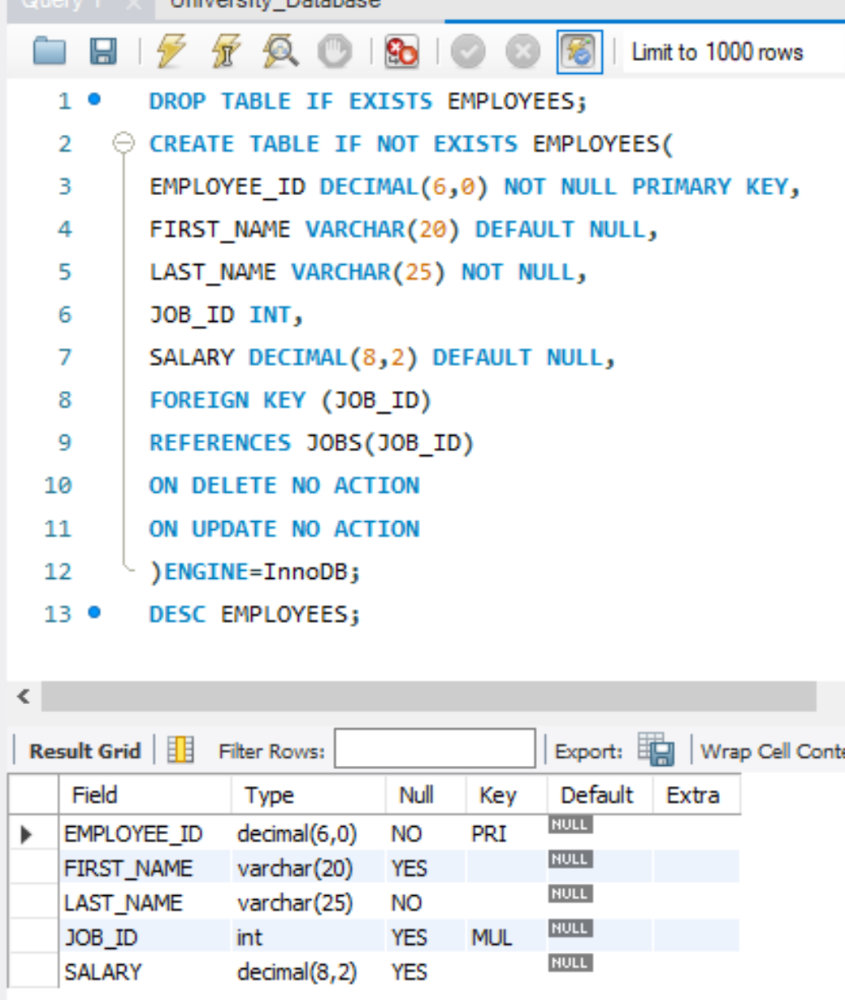 Query 1 University_Database
Limit to 1000 rows
1 DROP TABLE IF EXISTS EMPLOYEES;
2 CREATE TABLE IF NOT EXISTS EMPLOYEES(
3 EMPLOYEE_ID DECIMAL(6,0) NOT NULL PRIMARY KEY,
4 FIRST_NAME VARCHAR(20) DEFAULT NULL,
5 LAST_NAME VARCHAR(25) NOT NULL,
6 JOB_ID INT,
7 SALARY DECIMAL(8,2) DEFAULT NULL,
8 FOREIGN KEY (JOB_ID)
9 REFERENCES JOBS(JOB_ID)
10 ON DELETE NO ACTION
11 ON UPDATE NO ACTION
12 )ENGINE=InnoDB;
13 DESC EMPLOYEES;
Result Grid Filter Rows: Export: Wrap Cell Conte
Field Type Null Key Default Extra
EMPLOYEE_ID decimal(6,0) NO PRI NULL
FIRST_NAME varchar(20) YES NULL
LAST_NAME varchar(25) NO NULL
JOB_ID int YES MUL NULL
SALARY decimal(8,2) YES NULL